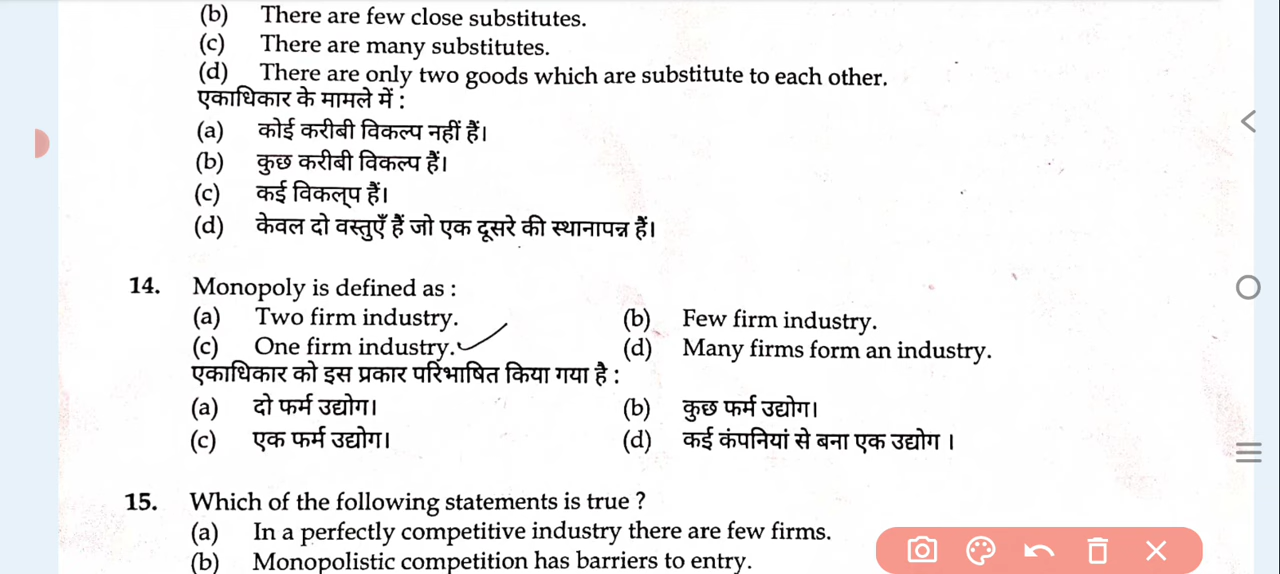 (b) There are few close substitutes.
(c) There are many substitutes.
(d) There are only two goods which are substitute to each other.
एकाधिकार के मामले में :
(a) कोई करीबी विकल्प नहीं हैं।
(b) कुछ करीबी विकल्प हैं।
(c) कई विकल्प हैं।
(d) केवल दो वस्तुएँ हैं जो एक दूसरे की स्थानापन्न हैं।
14. Monopoly is defined as :
(a) Two firm industry. (b) Few firm industry.
(c) One firm industry. (d) Many firms form an industry.
एकाधिकार को इस प्रकार परिभाषित किया गया है :
(a) दो फर्म उद्योग। (b) कुछ फर्म उद्योग।
(c) एक फर्म उद्योग। (d) कई कंपनियां से बना एक उद्योग ।
15. Which of the following statements is true ?
(a) In a perfectly competitive industry there are few firms.
(b) Monopolistic competition has barriers to entry.